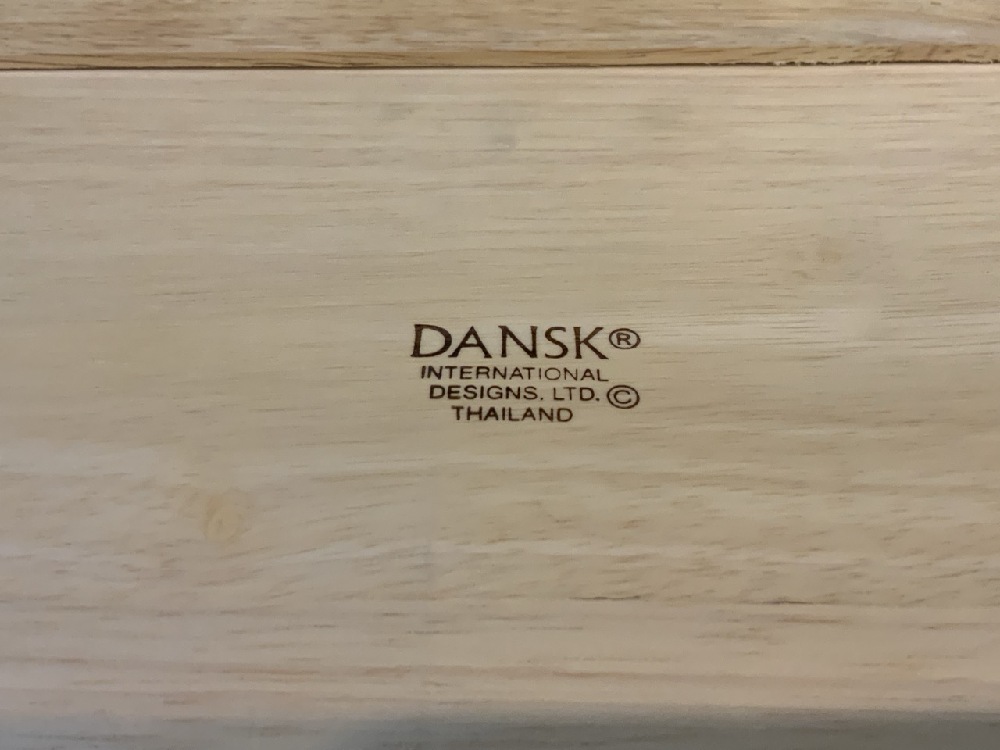 DANSK®
INTERNATIONAL
DESIGNS. LTD. ©
THAILAND